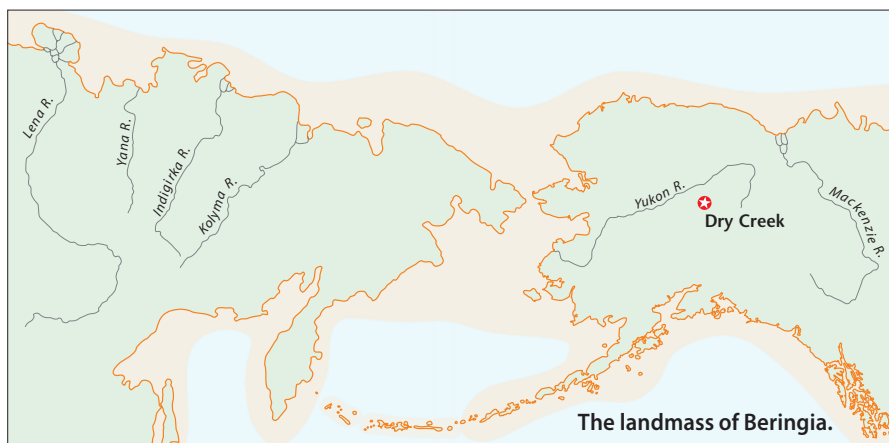 Lena R.
Yana R.
Indigirka R.
Kolyma R.
Yukon R.
Dry Creek
Mackenzie R.
The landmass of Beringia.